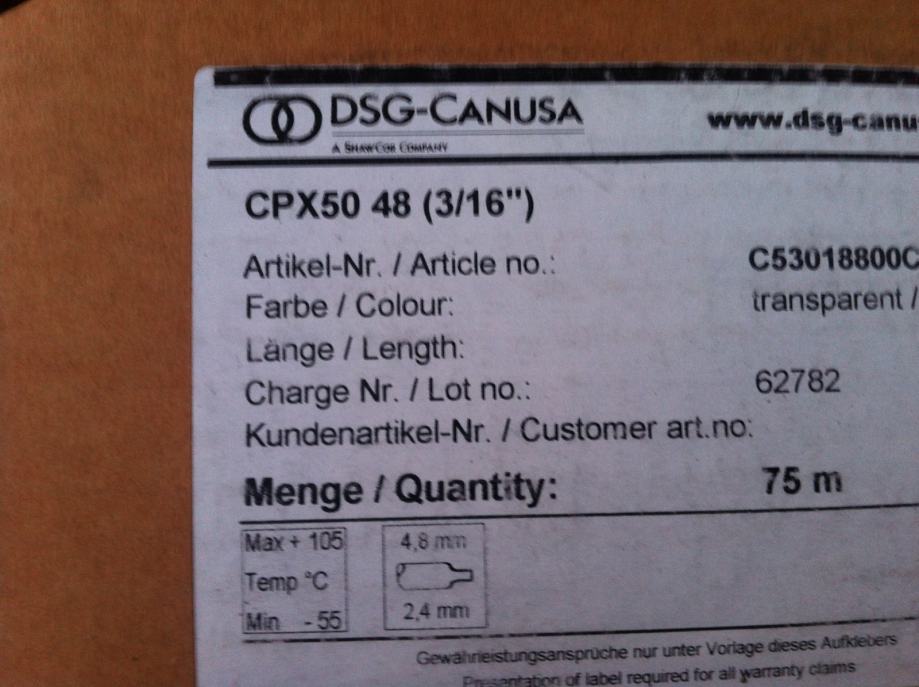 DSG-CANUSA
www.dsg-canu
A SHAWCOR COMPANY
CPX50 48 (3/16")
Artikel-Nr. / Article no.: C53018800C
Farbe / Colour: transparent /
Länge / Length:
Charge Nr. / Lot no.: 62782
Kundenartikel-Nr. / Customer art.no:
Menge / Quantity: 75 m
Max + 105
Temp °C
Min - 55
4,8 mm
2,4 mm
Gewährleistungsansprüche nur unter Vorlage dieses Aufklebers
Presentation of label required for all warranty claims